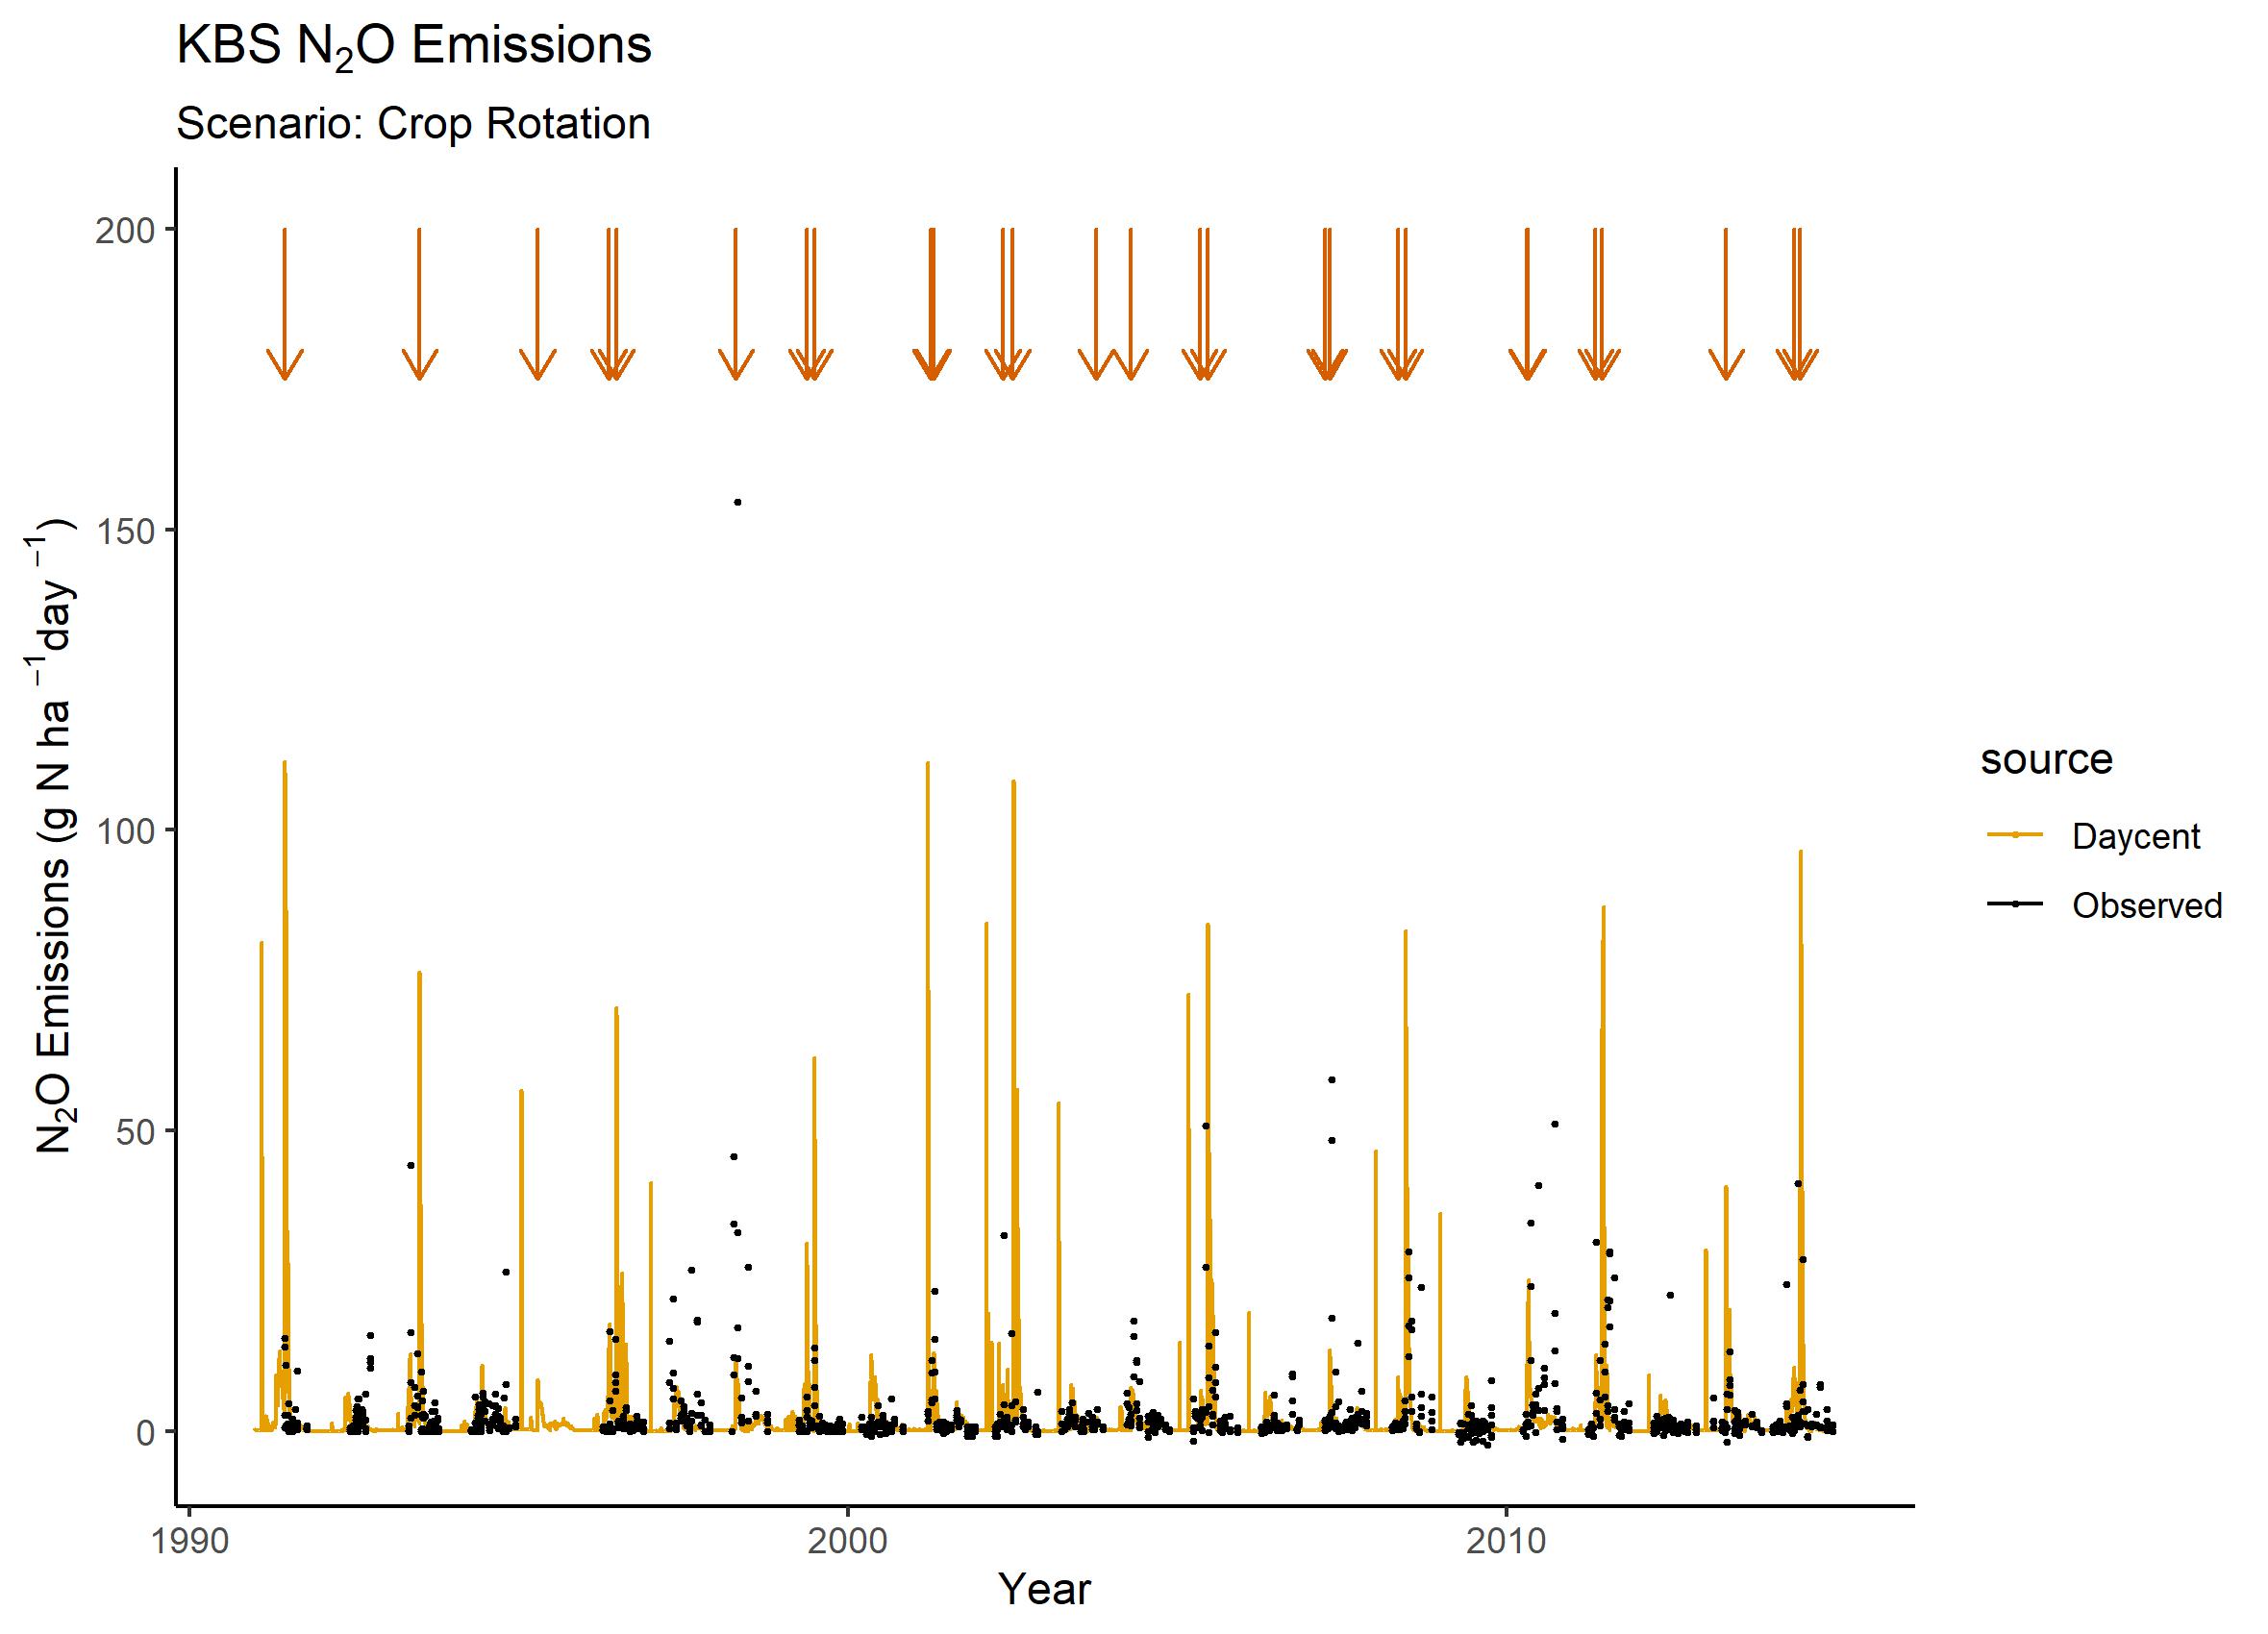 KBS N₂O Emissions
Scenario: Crop Rotation
N₂O Emissions (g N ha ⁻¹day ⁻¹)
200
150
100
50
0
1990
2000
2010
Year
source
Daycent
Observed